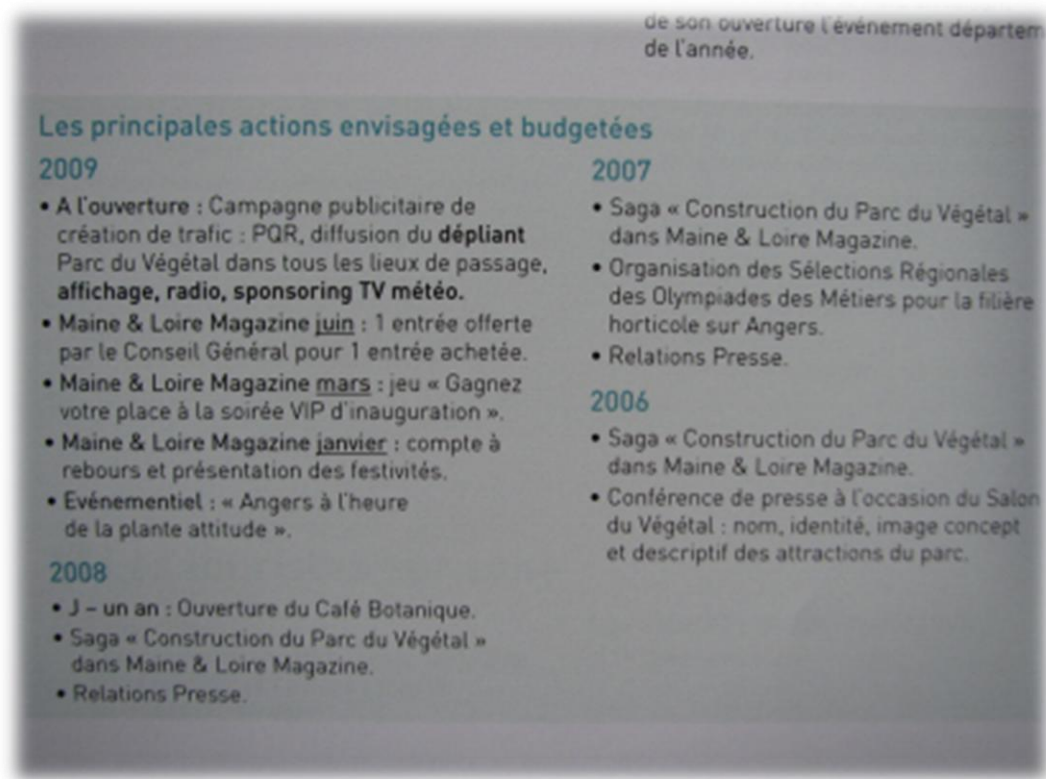 de son ouverture l'événement départem
de l'année.
Les principales actions envisagées et budgetées
2009
• A l'ouverture : Campagne publicitaire de
création de trafic : PQR, diffusion du dépliant
Parc du Végétal dans tous les lieux de passage,
affichage, radio, sponsoring TV météo.
• Maine & Loire Magazine juin : 1 entrée offerte
par le Conseil Général pour 1 entrée achetée.
• Maine & Loire Magazine mars : jeu « Gagnez
votre place à la soirée VIP d'inauguration ».
• Maine & Loire Magazine janvier : compte à
rebours et présentation des festivités.
• Evénementiel : « Angers à l'heure
de la plante attitude ».
2008
• J – un an : Ouverture du Café Botanique.
• Saga « Construction du Parc du Végétal »
dans Maine & Loire Magazine.
• Relations Presse.
2007
• Saga « Construction du Parc du Végétal »
dans Maine & Loire Magazine.
• Organisation des Sélections Régionales
des Olympiades des Métiers pour la filière
horticole sur Angers.
• Relations Presse.
2006
• Saga « Construction du Parc du Végétal »
dans Maine & Loire Magazine.
• Conférence de presse à l'occasion du Salon
du Végétal : nom, identité, image concept
et descriptif des attractions du parc.